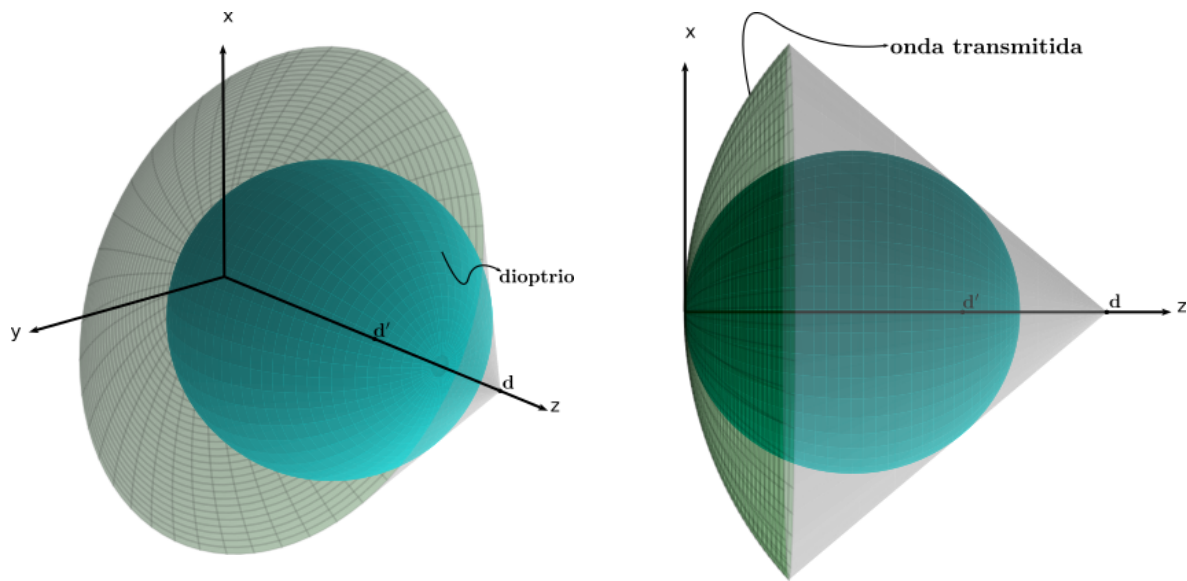 x
y
z
d'
d
dioptrio
x
onda transmitida
d'
d
z